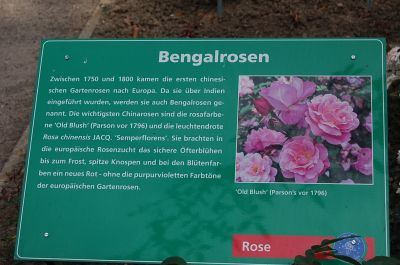 Bengalrosen
Zwischen 1750 und 1800 kamen die ersten chinesi-
schen Gartenrosen nach Europa. Da sie über Indien
eingeführt wurden, werden sie auch Bengalrosen ge-
nannt. Die wichtigsten Chinarosen sind die rosafarbe-
ne 'Old Blush' (Parson vor 1796) und die leuchtendrote
Rosa chinensis JACQ. 'Semperflorens'. Sie brachten in
die europäische Rosenzucht das sichere Öfterblühen
bis zum Frost, spitze Knospen und bei den Blütenfar-
ben ein neues Rot - ohne die purpurvioletten Farbtöne
der europäischen Gartenrosen.
'Old Blush' (Parson's vor 1796)
Rose